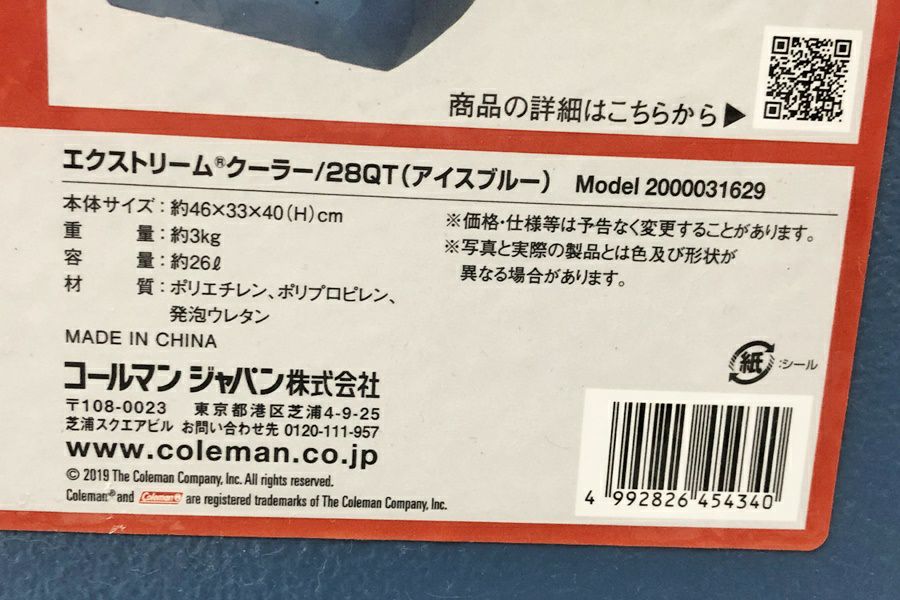 商品の詳細はこちらから▶
エクストリーム®クーラー/28QT(アイスブルー) Model 2000031629
本体サイズ:約46×33×40(H)cm
重量:約3kg
容量:約26ℓ
材質:ポリエチレン、ポリプロピレン、
発泡ウレタン
※価格・仕様等は予告なく変更することがあります。
※写真と実際の製品とは色及び形状が
異なる場合があります。
MADE IN CHINA
紙:シール
コールマン ジャパン株式会社
〒108-0023 東京都港区芝浦4-9-25
芝浦スクエアビル お問い合わせ先 0120-111-957
www.coleman.co.jp
© 2019 The Coleman Company, Inc. All rights reserved.
Coleman® and Coleman® are registered trademarks of The Coleman Company, Inc.
4 992826 454340